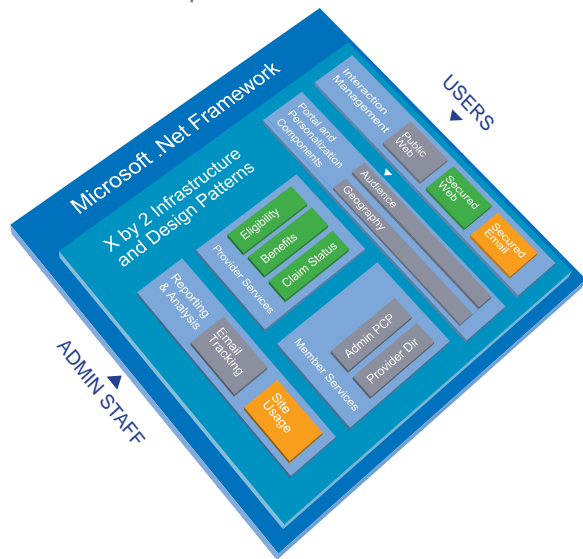 Microsoft .Net Framework
X by 2 Infrastructure
and Design Patterns
Interaction
Management
Public
Web
Secured
Web
Secured
Email
USERS
Portal and
Personalization
Components
Audience
Geography
Provider Services
Eligibility
Benefits
Claim Status
Member Services
Admin PCP
Provider Dir
Reporting
& Analysis
Email
Tracking
Site
Usage
ADMIN STAFF